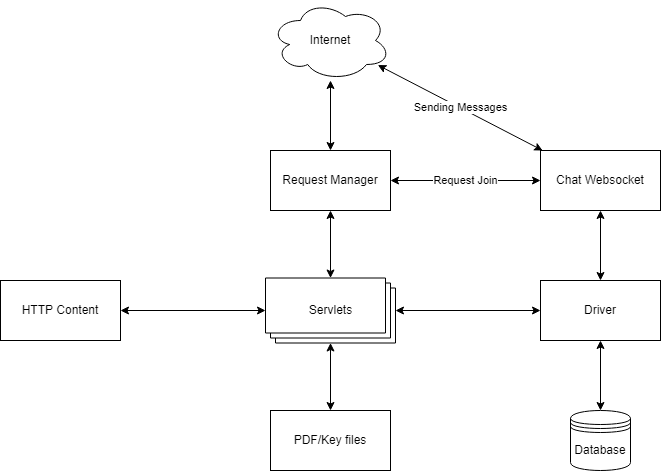 Internet
Sending Messages
Request Manager
Request Join
Chat Websocket
HTTP Content
Servlets
Driver
PDF/Key files
Database